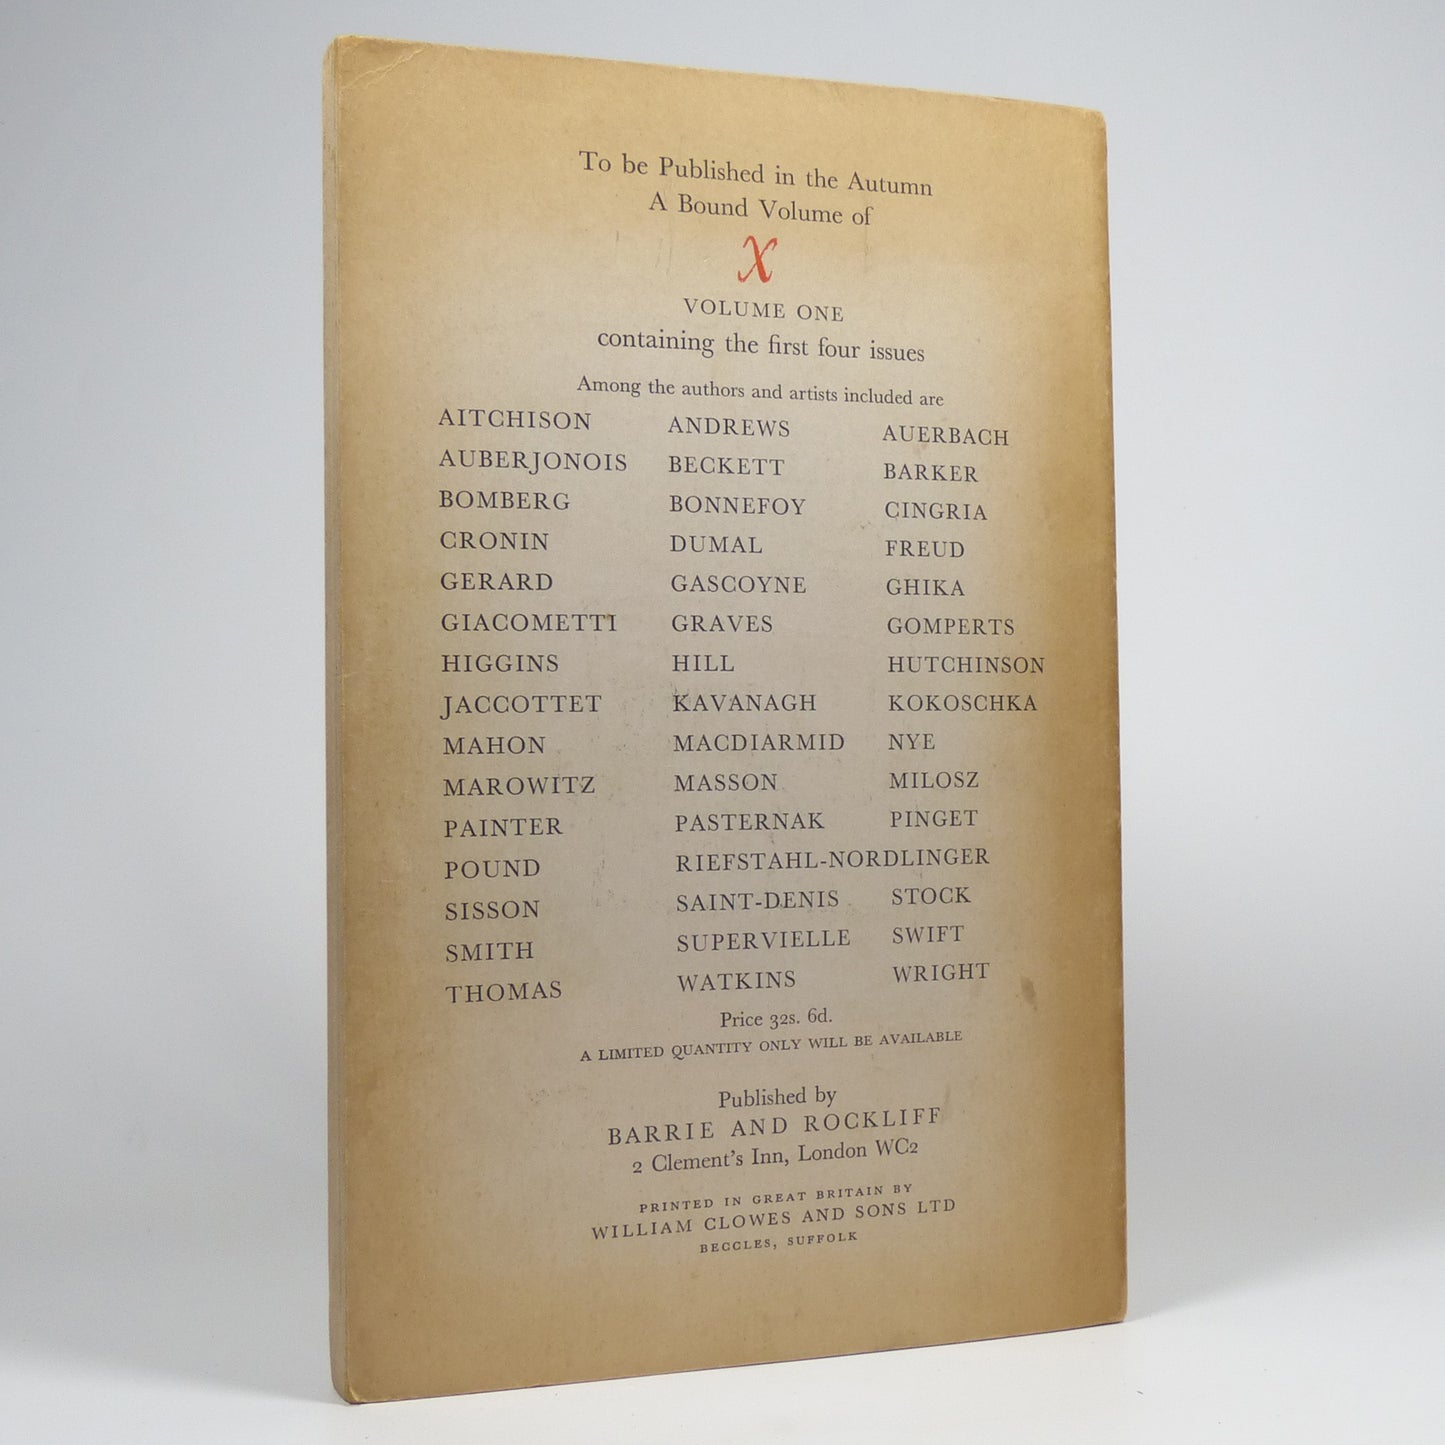 To be Published in the Autumn
A Bound Volume of
X
VOLUME ONE
containing the first four issues
Among the authors and artists included are
AITCHISON ANDREWS AUERBACH
AUBERJONOIS BECKETT BARKER
BOMBERG BONNEFOY CINGRIA
CRONIN DUMAL FREUD
GERARD GASCOYNE GHIKA
GIACOMETTI GRAVES GOMPERTS
HIGGINS HILL HUTCHINSON
JACCOTTET KAVANAGH KOKOSCHKA
MAHON MACDIARMID NYE
MAROWITZ MASSON MILOSZ
PAINTER PASTERNAK PINGET
POUND RIEFSTAHL-NORDLINGER
SISSON SAINT-DENIS STOCK
SMITH SUPERVIELLE SWIFT
THOMAS WATKINS WRIGHT
Price 32s. 6d.
A LIMITED QUANTITY ONLY WILL BE AVAILABLE
Published by
BARRIE AND ROCKLIFF
2 Clement's Inn, London WC2
PRINTED IN GREAT BRITAIN BY
WILLIAM CLOWES AND SONS LTD
BECCLES, SUFFOLK